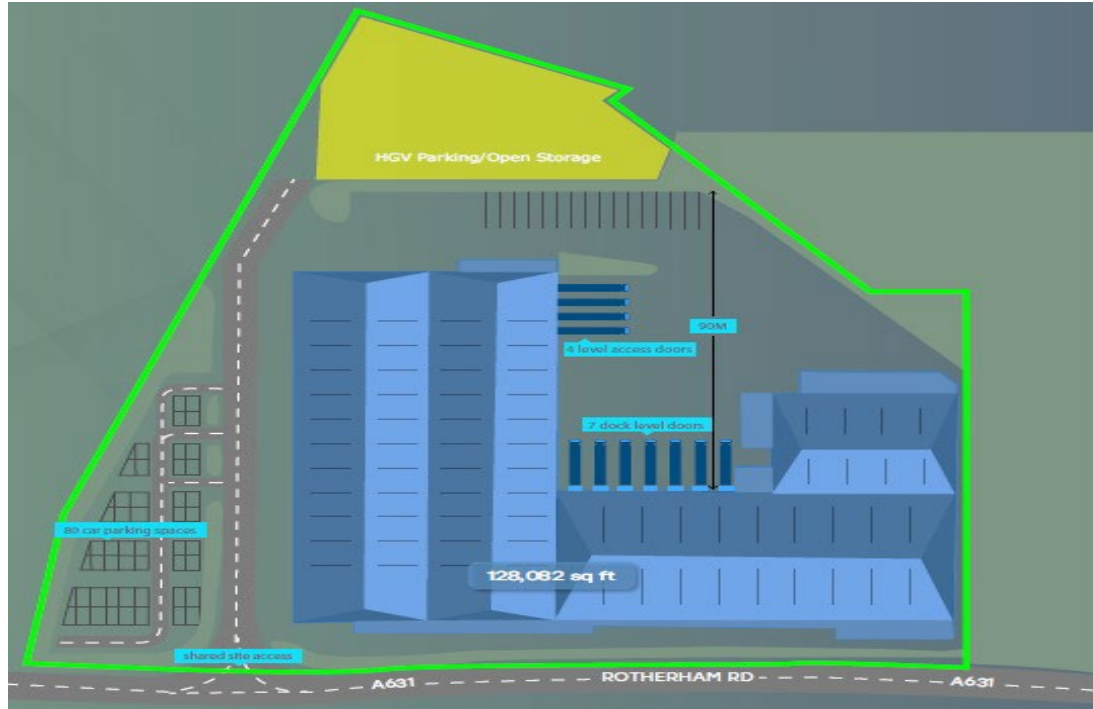 HGV Parking/Open Storage
90M
4 level access doors
7 dock level doors
80 car parking spaces
128,082 sq ft
shared site access
A631
ROTHERHAM RD
A631